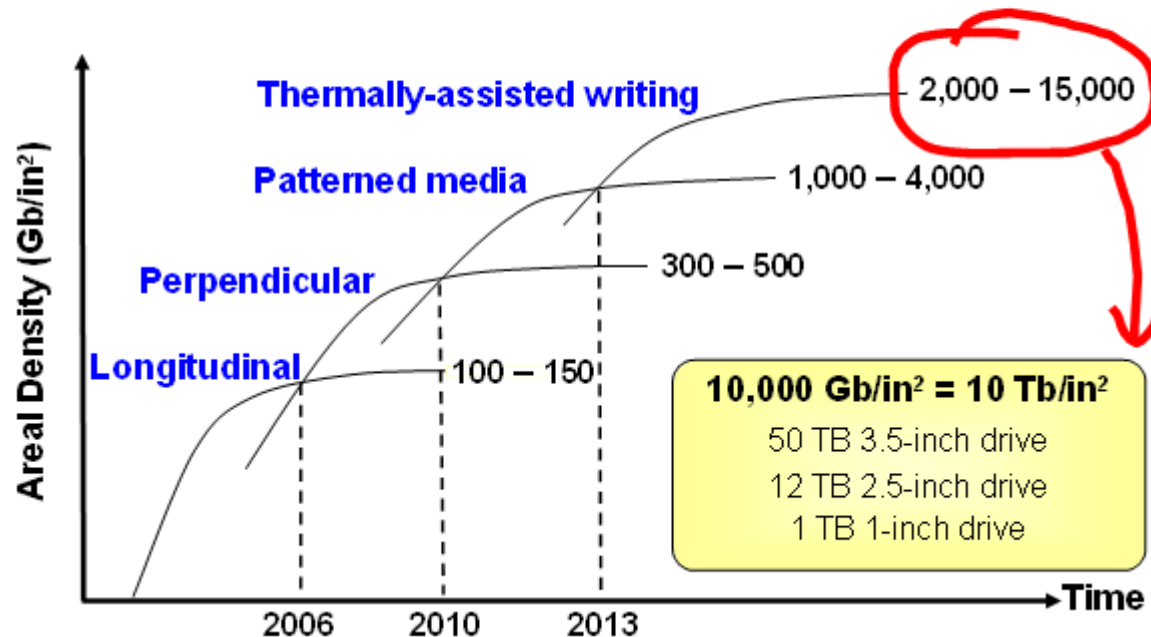 Areal Density (Gb/in²)
Thermally-assisted writing
2,000 – 15,000
Patterned media
1,000 – 4,000
Perpendicular
300 – 500
Longitudinal
100 – 150
10,000 Gb/in² = 10 Tb/in²
50 TB 3.5-inch drive
12 TB 2.5-inch drive
1 TB 1-inch drive
Time
2006
2010
2013